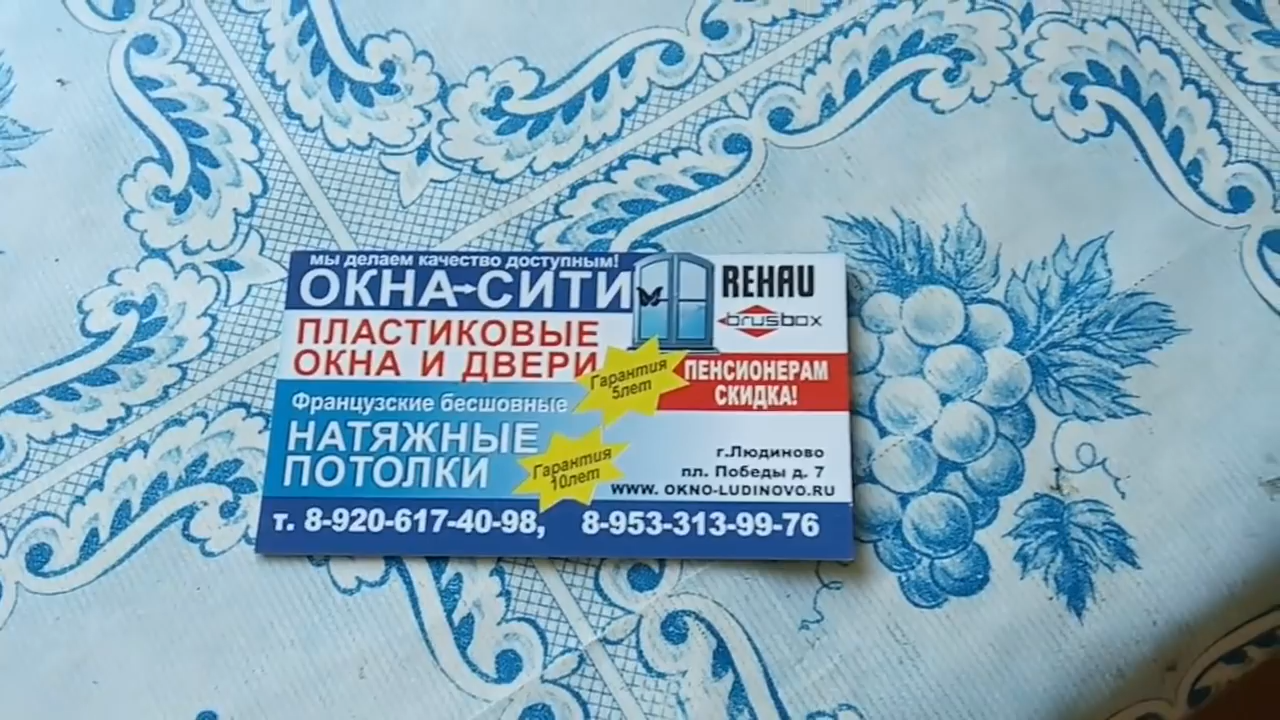 мы делаем качество доступным!
ОКНА-СИТИ
REHAU
brusbox
ПЛАСТИКОВЫЕ
ОКНА И ДВЕРИ
Гарантия
5лет
ПЕНСИОНЕРАМ
СКИДКА!
Французские бесшовные
НАТЯЖНЫЕ
ПОТОЛКИ
Гарантия
10лет
г.Людиново
пл. Победы д. 7
WWW. OKNO-LUDINOVO.RU
т. 8-920-617-40-98, 8-953-313-99-76